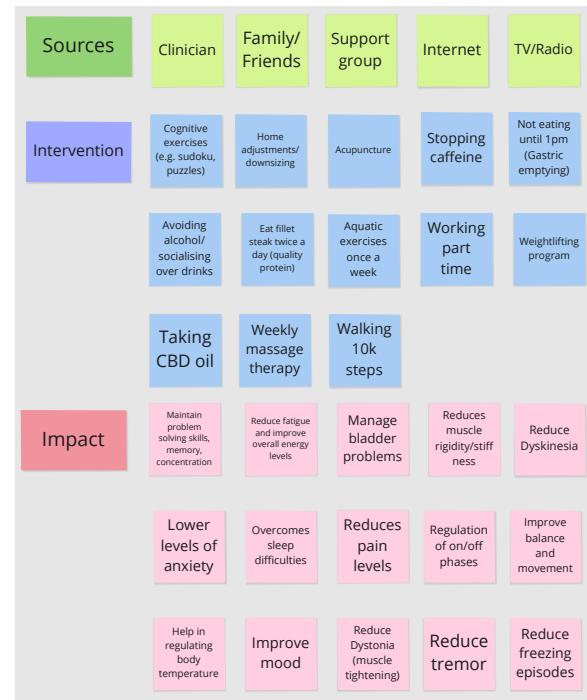 Sources
Clinician
Family/
Friends
Support
group
Internet
TV/Radio
Intervention
Cognitive
exercises
(e.g. sudoku,
puzzles)
Home
adjustments/
downsizing
Acupuncture
Stopping
caffeine
Not eating
until 1pm
(Gastric
emptying)
Avoiding
alcohol/
socialising
over drinks
Eat fillet
steak twice a
day (quality
protein)
Aquatic
exercises
once a
week
Working
part
time
Weightlifting
program
Taking
CBD oil
Weekly
massage
therapy
Walking
10k
steps
Impact
Maintain
problem
solving skills,
memory,
concentration
Reduce fatigue
and improve
overall energy
levels
Manage
bladder
problems
Reduces
muscle
rigidity/stiff
ness
Reduce
Dyskinesia
Lower
levels of
anxiety
Overcomes
sleep
difficulties
Reduces
pain
levels
Regulation
of on/off
phases
Improve
balance
and
movement
Help in
regulating
body
temperature
Improve
mood
Reduce
Dystonia
(muscle
tightening)
Reduce
tremor
Reduce
freezing
episodes